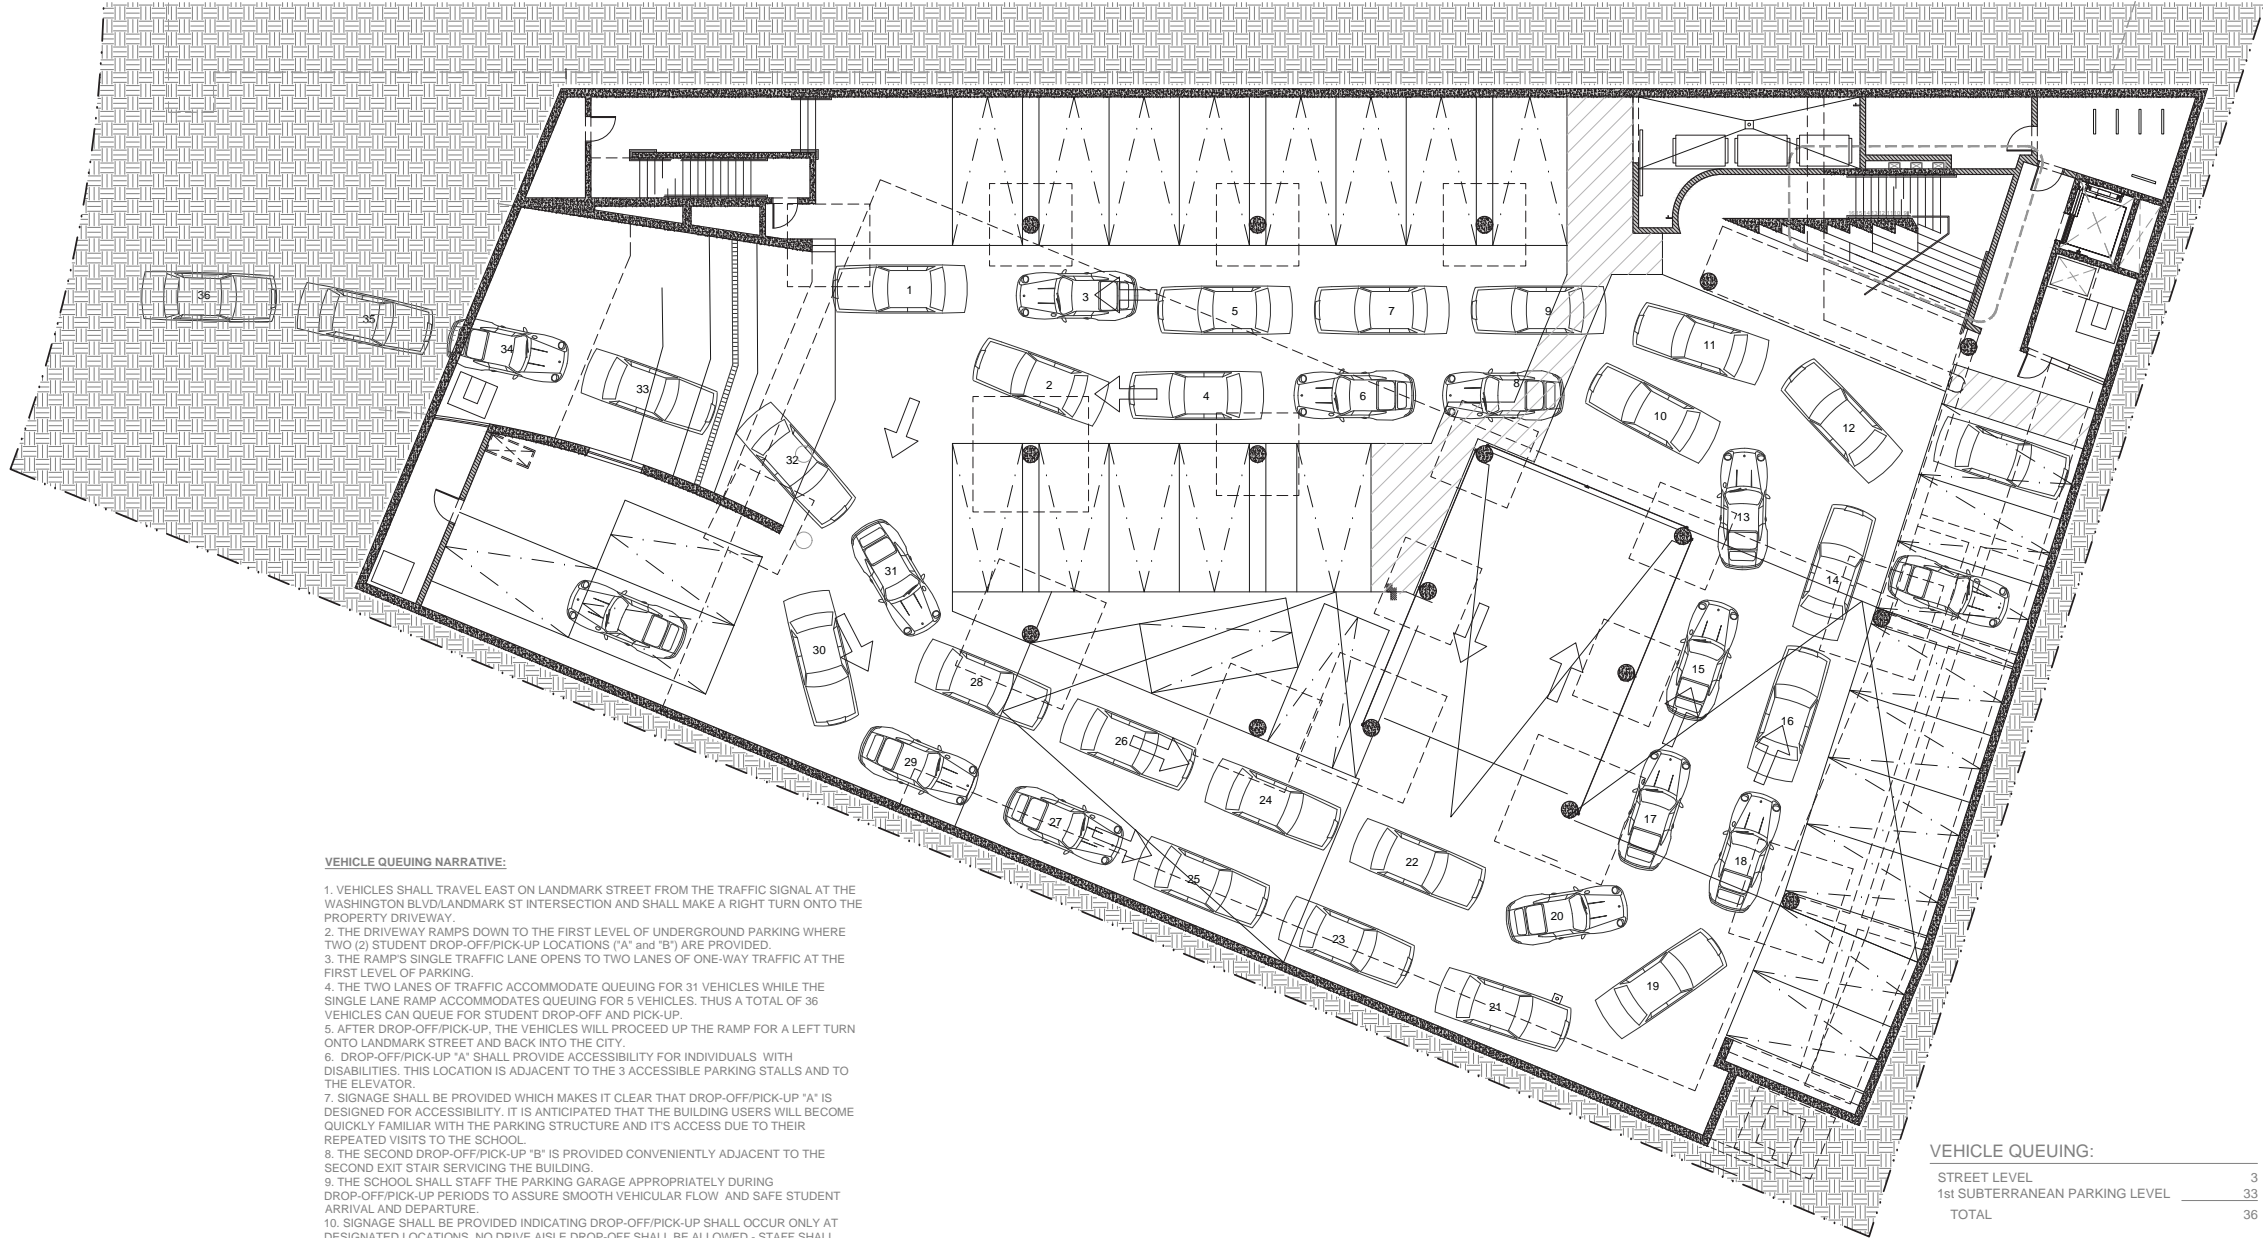 36
35
34
33
32
1
3
5
7
9
11
2
4
6
8
10
12
13
14
31
30
28
15
16
29
26
27
24
25
22
17
18
23
20
19
21
VEHICLE QUEUING NARRATIVE:
1. VEHICLES SHALL TRAVEL EAST ON LANDMARK STREET FROM THE TRAFFIC SIGNAL AT THE
WASHINGTON BLVD/LANDMARK ST INTERSECTION AND SHALL MAKE A RIGHT TURN ONTO THE
PROPERTY DRIVEWAY.
2. THE DRIVEWAY RAMPS DOWN TO THE FIRST LEVEL OF UNDERGROUND PARKING WHERE
TWO (2) STUDENT DROP-OFF/PICK-UP LOCATIONS ("A" and "B") ARE PROVIDED.
3. THE RAMP'S SINGLE TRAFFIC LANE OPENS TO TWO LANES OF ONE-WAY TRAFFIC AT THE
FIRST LEVEL OF PARKING.
4. THE TWO LANES OF TRAFFIC ACCOMMODATE QUEUING FOR 31 VEHICLES WHILE THE
SINGLE LANE RAMP ACCOMMODATES QUEUING FOR 5 VEHICLES. THUS A TOTAL OF 36
VEHICLES CAN QUEUE FOR STUDENT DROP-OFF AND PICK-UP.
5. AFTER DROP-OFF/PICK-UP, THE VEHICLES WILL PROCEED UP THE RAMP FOR A LEFT TURN
ONTO LANDMARK STREET AND BACK INTO THE CITY.
6. DROP-OFF/PICK-UP "A" SHALL PROVIDE ACCESSIBILITY FOR INDIVIDUALS WITH
DISABILITIES. THIS LOCATION IS ADJACENT TO THE 3 ACCESSIBLE PARKING STALLS AND TO
THE ELEVATOR.
7. SIGNAGE SHALL BE PROVIDED WHICH MAKES IT CLEAR THAT DROP-OFF/PICK-UP "A" IS
DESIGNED FOR ACCESSIBILITY. IT IS ANTICIPATED THAT THE BUILDING USERS WILL BECOME
QUICKLY FAMILIAR WITH THE PARKING STRUCTURE AND IT'S ACCESS DUE TO THEIR
REPEATED VISITS TO THE SCHOOL.
8. THE SECOND DROP-OFF/PICK-UP "B" IS PROVIDED CONVENIENTLY ADJACENT TO THE
SECOND EXIT STAIR SERVICING THE BUILDING.
9. THE SCHOOL SHALL STAFF THE PARKING GARAGE APPROPRIATELY DURING
DROP-OFF/PICK-UP PERIODS TO ASSURE SMOOTH VEHICULAR FLOW AND SAFE STUDENT
ARRIVAL AND DEPARTURE.
10. SIGNAGE SHALL BE PROVIDED INDICATING DROP-OFF/PICK-UP SHALL OCCUR ONLY AT
DESIGNATED LOCATIONS. NO DRIVE AISLE DROP-OFF SHALL BE ALLOWED - STAFF SHALL
VEHICLE QUEUING:
STREET LEVEL 3
1st SUBTERRANEAN PARKING LEVEL 33
TOTAL 36